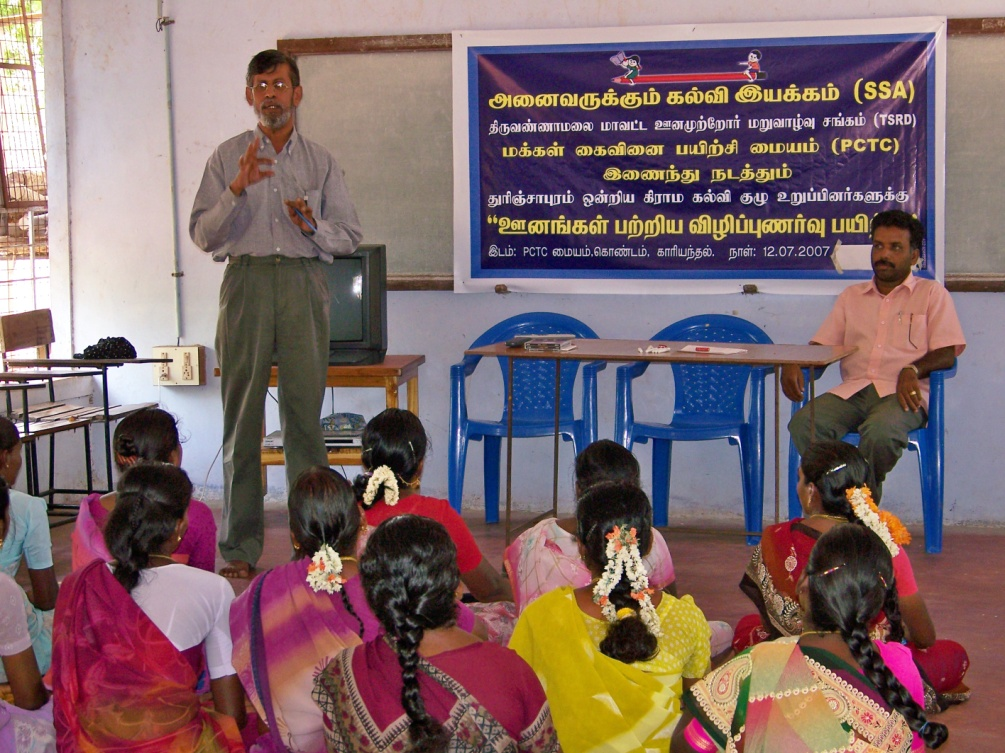 அனைவருக்கும் கல்வி இயக்கம் (SSA)
திருவண்ணாமலை மாவட்ட ஊனமுற்றோர் மறுவாழ்வு சங்கம் (TSRD)
மக்கள் கைவினை பயிற்சி மையம் (PCTC)
இணைந்து நடத்தும்
துரிஞ்சாபுரம் ஒன்றிய கிராம கல்வி குழு உறுப்பினர்களுக்கு
"ஊனங்கள் பற்றிய விழிப்புணர்வு
இடம்: PCTC மையம்,கொண்டம், காரியந்தல். நாள்: 12.07.2007